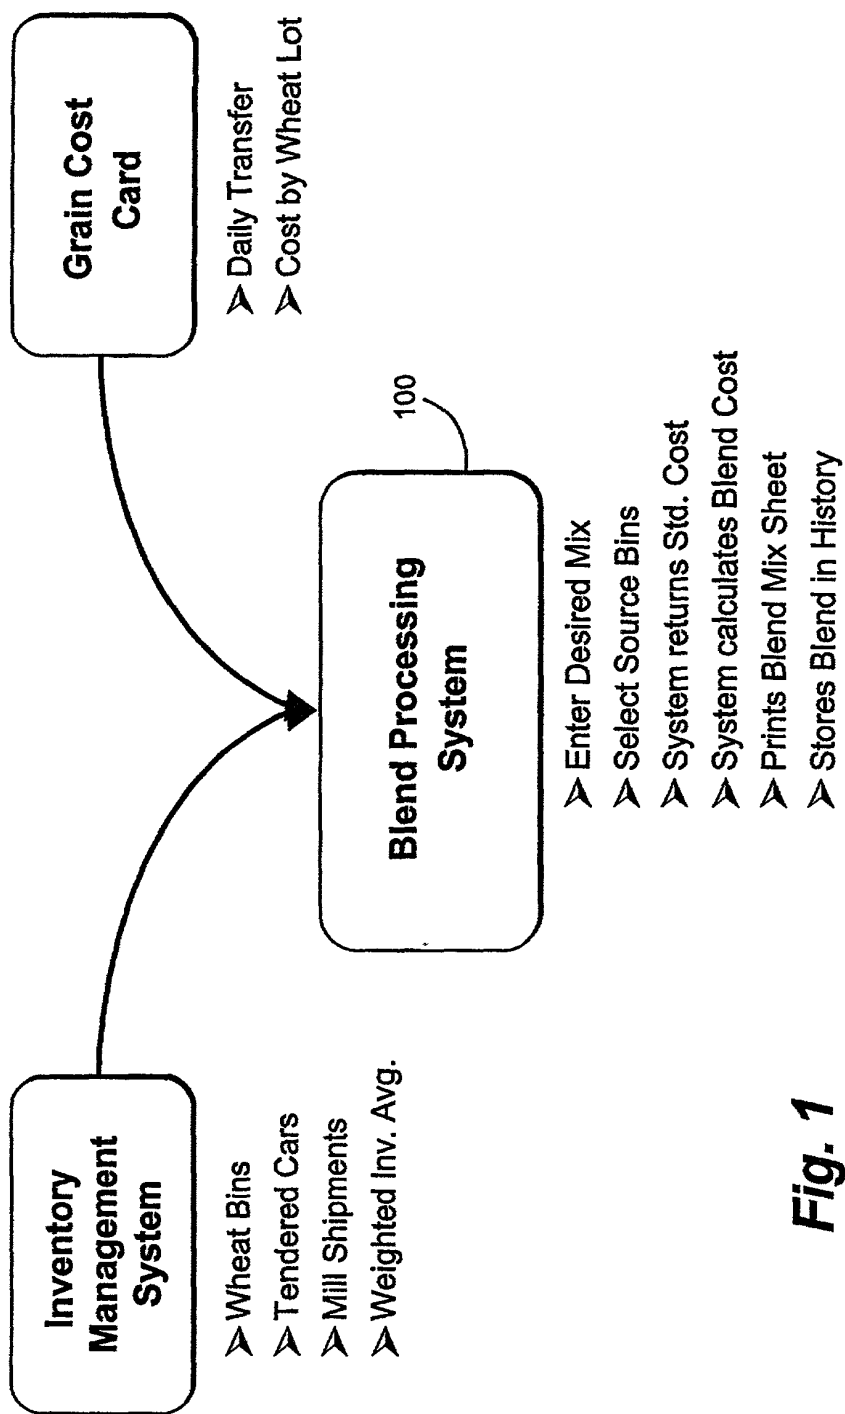 Inventory
Management
System
➢ Wheat Bins
➢ Tendered Cars
➢ Mill Shipments
➢ Weighted Inv. Avg.
Grain Cost
Card
➢ Daily Transfer
➢ Cost by Wheat Lot
100
Blend Processing
System
➢ Enter Desired Mix
➢ Select Source Bins
➢ System returns Std. Cost
➢ System calculates Blend Cost
➢ Prints Blend Mix Sheet
➢ Stores Blend in History
Fig. 1